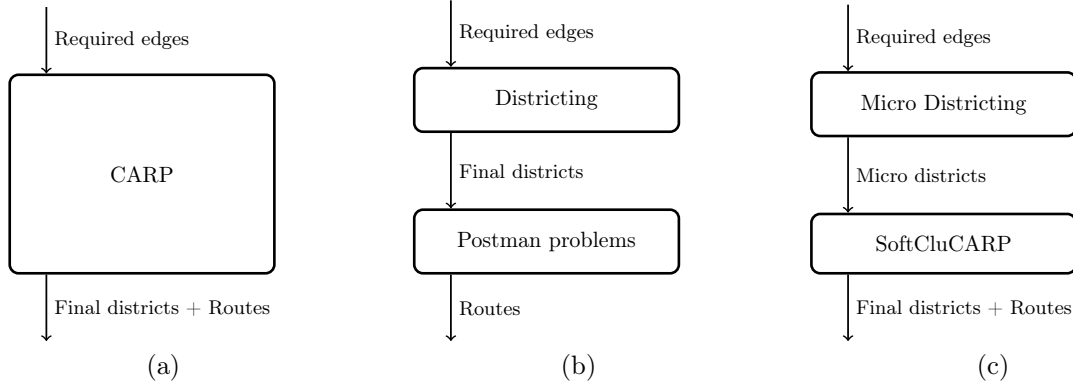 Required edges
CARP
Final districts + Routes
(a)
Required edges
Districting
Final districts
Postman problems
Routes
(b)
Required edges
Micro Districting
Micro districts
SoftCluCARP
Final districts + Routes
(c)